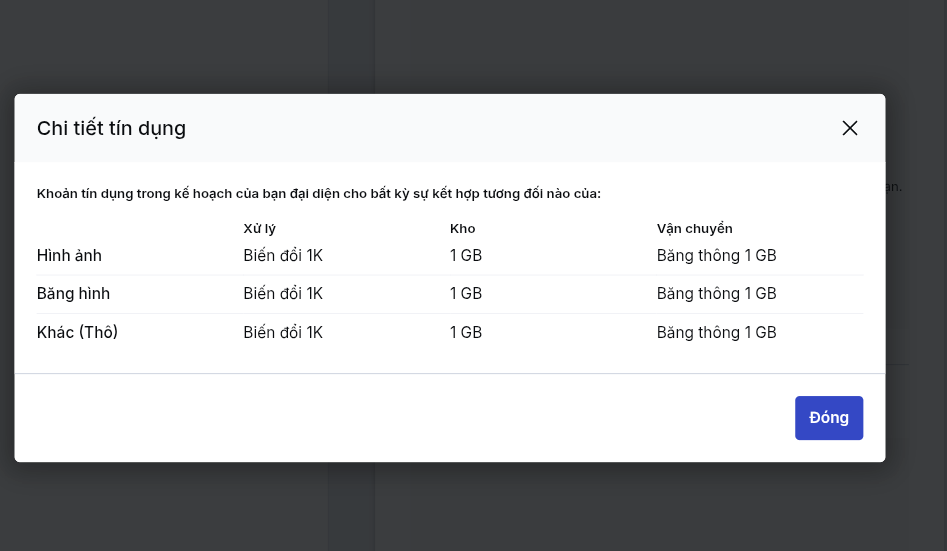 Chi tiết tín dụng
an.
Khoản tín dụng trong kế hoạch của bạn đại diện cho bất kỳ sự kết hợp tương đối nào của:
Xử lý Kho Vận chuyển
Hình ảnh Biến đổi 1K 1 GB Băng thông 1 GB
Băng hình Biến đổi 1K 1 GB Băng thông 1 GB
Khác (Thô) Biến đổi 1K 1 GB Băng thông 1 GB
Đóng